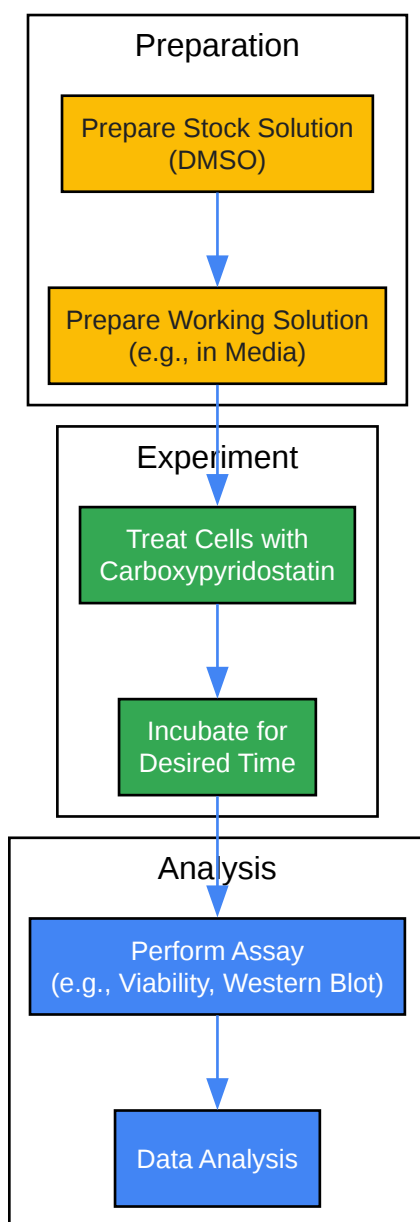 Preparation
Prepare Stock Solution
(DMSO)
Prepare Working Solution
(e.g., in Media)
Experiment
Treat Cells with
Carboxypyridostatin
Incubate for
Desired Time
Analysis
Perform Assay
(e.g., Viability, Western Blot)
Data Analysis